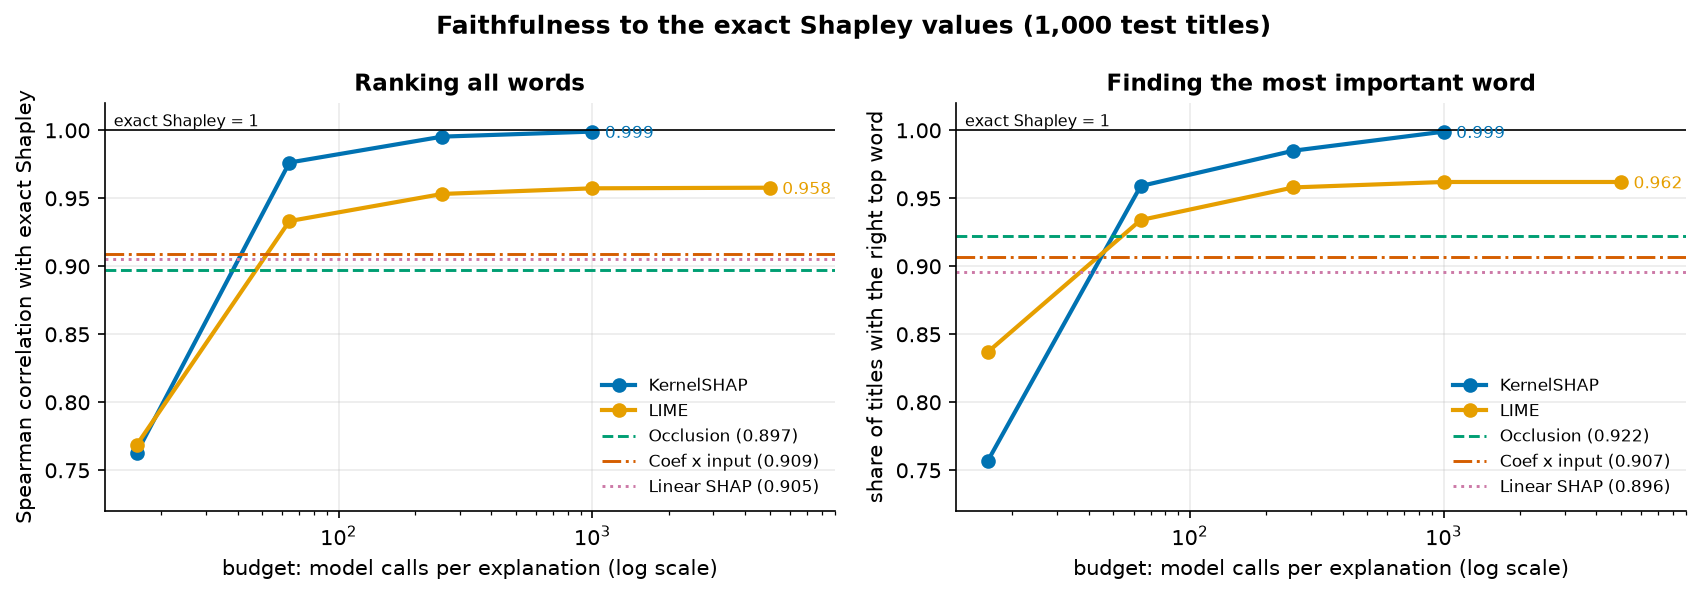 Faithfulness to the exact Shapley values (1,000 test titles)
Ranking all words
Spearman correlation with exact Shapley
exact Shapley = 1
1.00
0.95
0.90
0.85
0.80
0.75
0.999
0.958
KernelSHAP
LIME
Occlusion (0.897)
Coef x input (0.909)
Linear SHAP (0.905)
10²
10³
budget: model calls per explanation (log scale)
Finding the most important word
share of titles with the right top word
exact Shapley = 1
1.00
0.95
0.90
0.85
0.80
0.75
0.999
0.962
KernelSHAP
LIME
Occlusion (0.922)
Coef x input (0.907)
Linear SHAP (0.896)
10²
10³
budget: model calls per explanation (log scale)